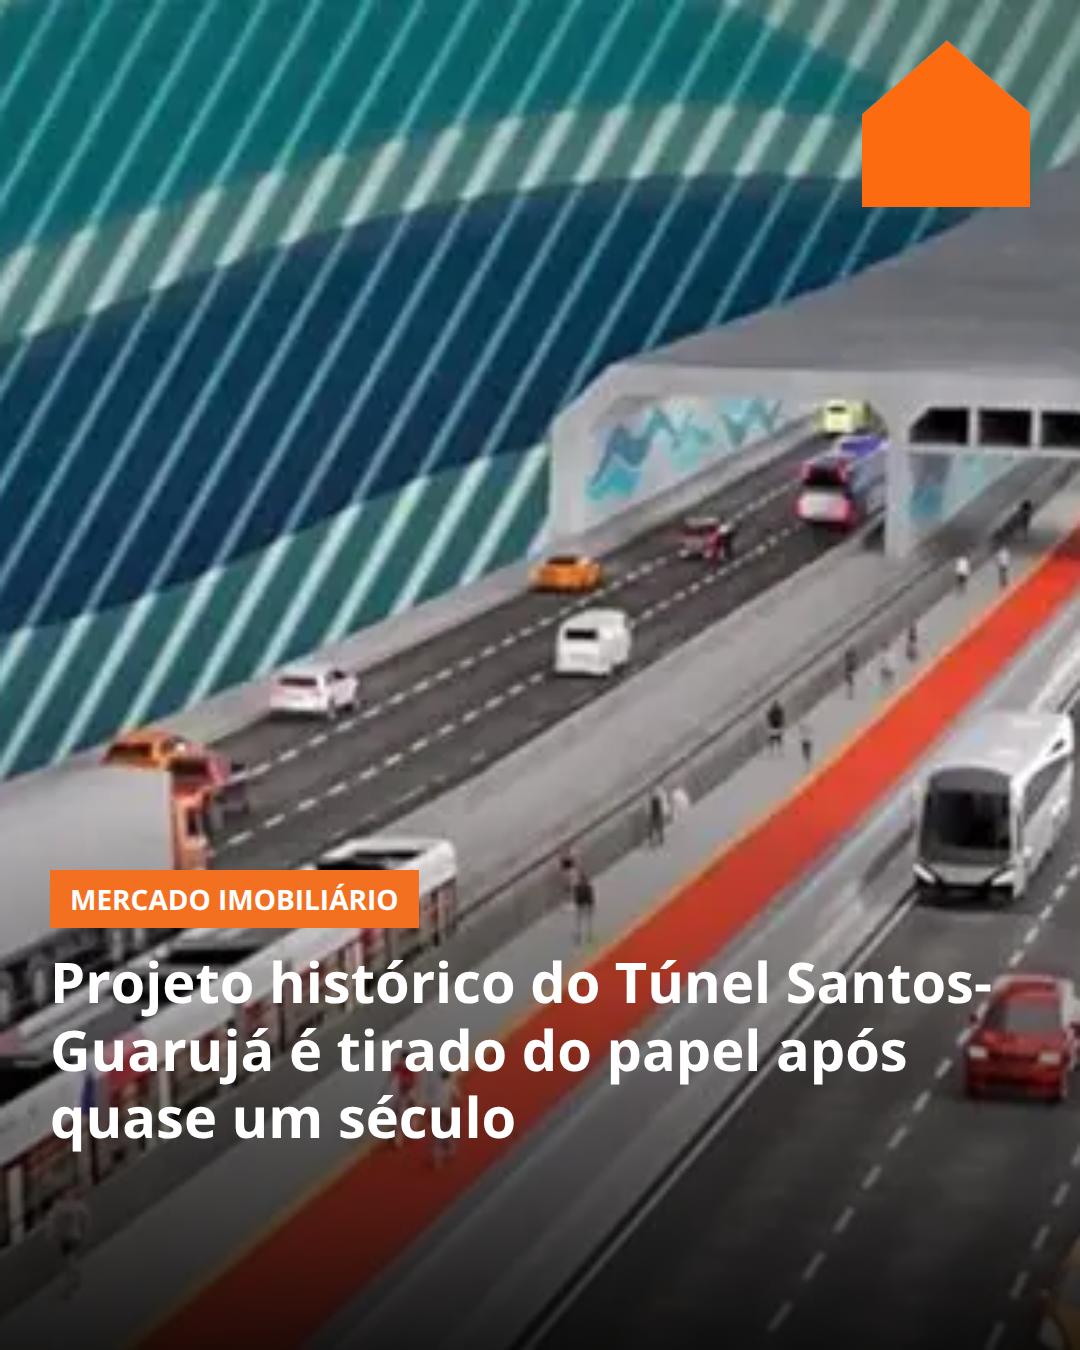 MERCADO IMOBILIÁRIO
Projeto histórico do Túnel Santos-
Guarujá é tirado do papel após
quase um século